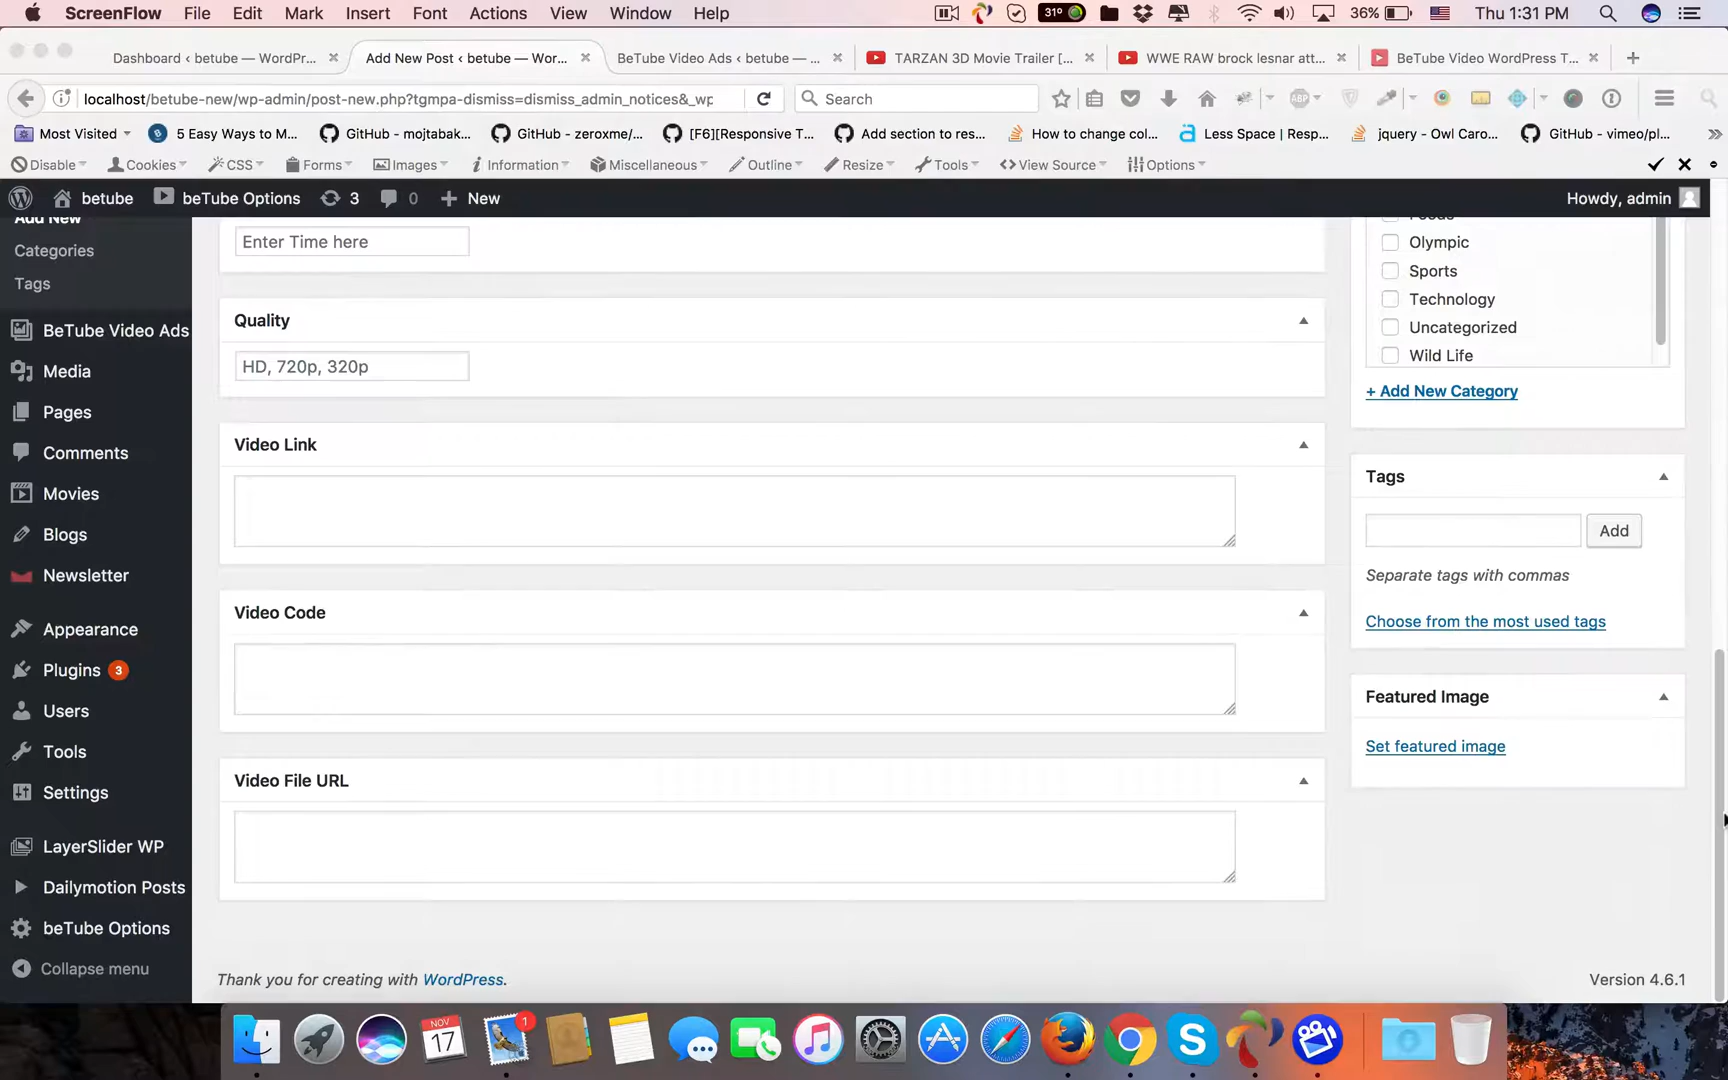 ScreenFlow File Edit Mark Insert Font Actions View Window Help 31° 36% Thu 1:31 PM
Dashboard ‹ betube — WordPr... Add New Post ‹ betube — Wor... BeTube Video Ads ‹ betube — ... TARZAN 3D Movie Trailer [... WWE RAW brock lesnar att... BeTube Video WordPress T...
localhost/betube-new/wp-admin/post-new.php?tgmpa-dismiss=dismiss_admin_notices&_wp Search ABP
Most Visited 5 Easy Ways to M... GitHub - mojtabak... GitHub - zeroxme/... [F6][Responsive T... Add section to res... How to change col... Less Space | Resp... jquery - Owl Caro... GitHub - vimeo/pl...
Disable Cookies CSS Forms Images Information Miscellaneous Outline Resize Tools View Source Options
betube beTube Options 3 0 New Howdy, admin
Add New
Categories
Tags
BeTube Video Ads
Media
Pages
Comments
Movies
Blogs
Newsletter
Appearance
Plugins 3
Users
Tools
Settings
LayerSlider WP
Dailymotion Posts
beTube Options
Collapse menu
Enter Time here
Quality
HD, 720p, 320p
Video Link
Video Code
Video File URL
Olympic
Sports
Technology
Uncategorized
Wild Life
+ Add New Category
Tags
Add
Separate tags with commas
Choose from the most used tags
Featured Image
Set featured image
Thank you for creating with WordPress. Version 4.6.1
NOV
17
1